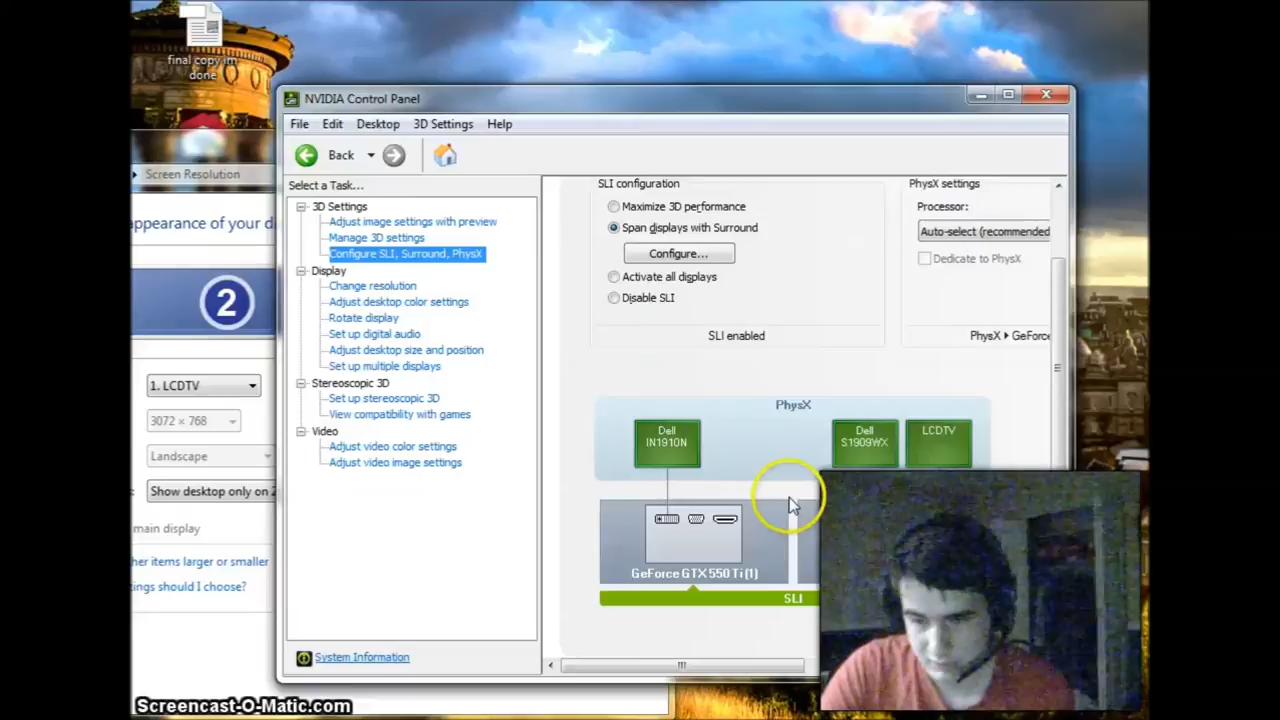 final copy im
done
NVIDIA Control Panel
File Edit Desktop 3D Settings Help
Back
Screen Resolution
appearance of your di
2
1. LCDTV
3072 × 768
Landscape
Show desktop only on 2
main display
her items larger or smaller
tings should I choose?
Select a Task...
3D Settings
Adjust image settings with preview
Manage 3D settings
Configure SLI, Surround, PhysX
Display
Change resolution
Adjust desktop color settings
Rotate display
Set up digital audio
Adjust desktop size and position
Set up multiple displays
Stereoscopic 3D
Set up stereoscopic 3D
View compatibility with games
Video
Adjust video color settings
Adjust video image settings
System Information
SLI configuration
Maximize 3D performance
Span displays with Surround
Configure...
Activate all displays
Disable SLI
SLI enabled
PhysX settings
Processor:
Auto-select (recommended
Dedicate to PhysX
PhysX ▸ GeForce
PhysX
Dell
IN1910N
Dell
S1909WX
LCDTV
GeForce GTX 550 Ti (1)
SLI
Screencast-O-Matic.com